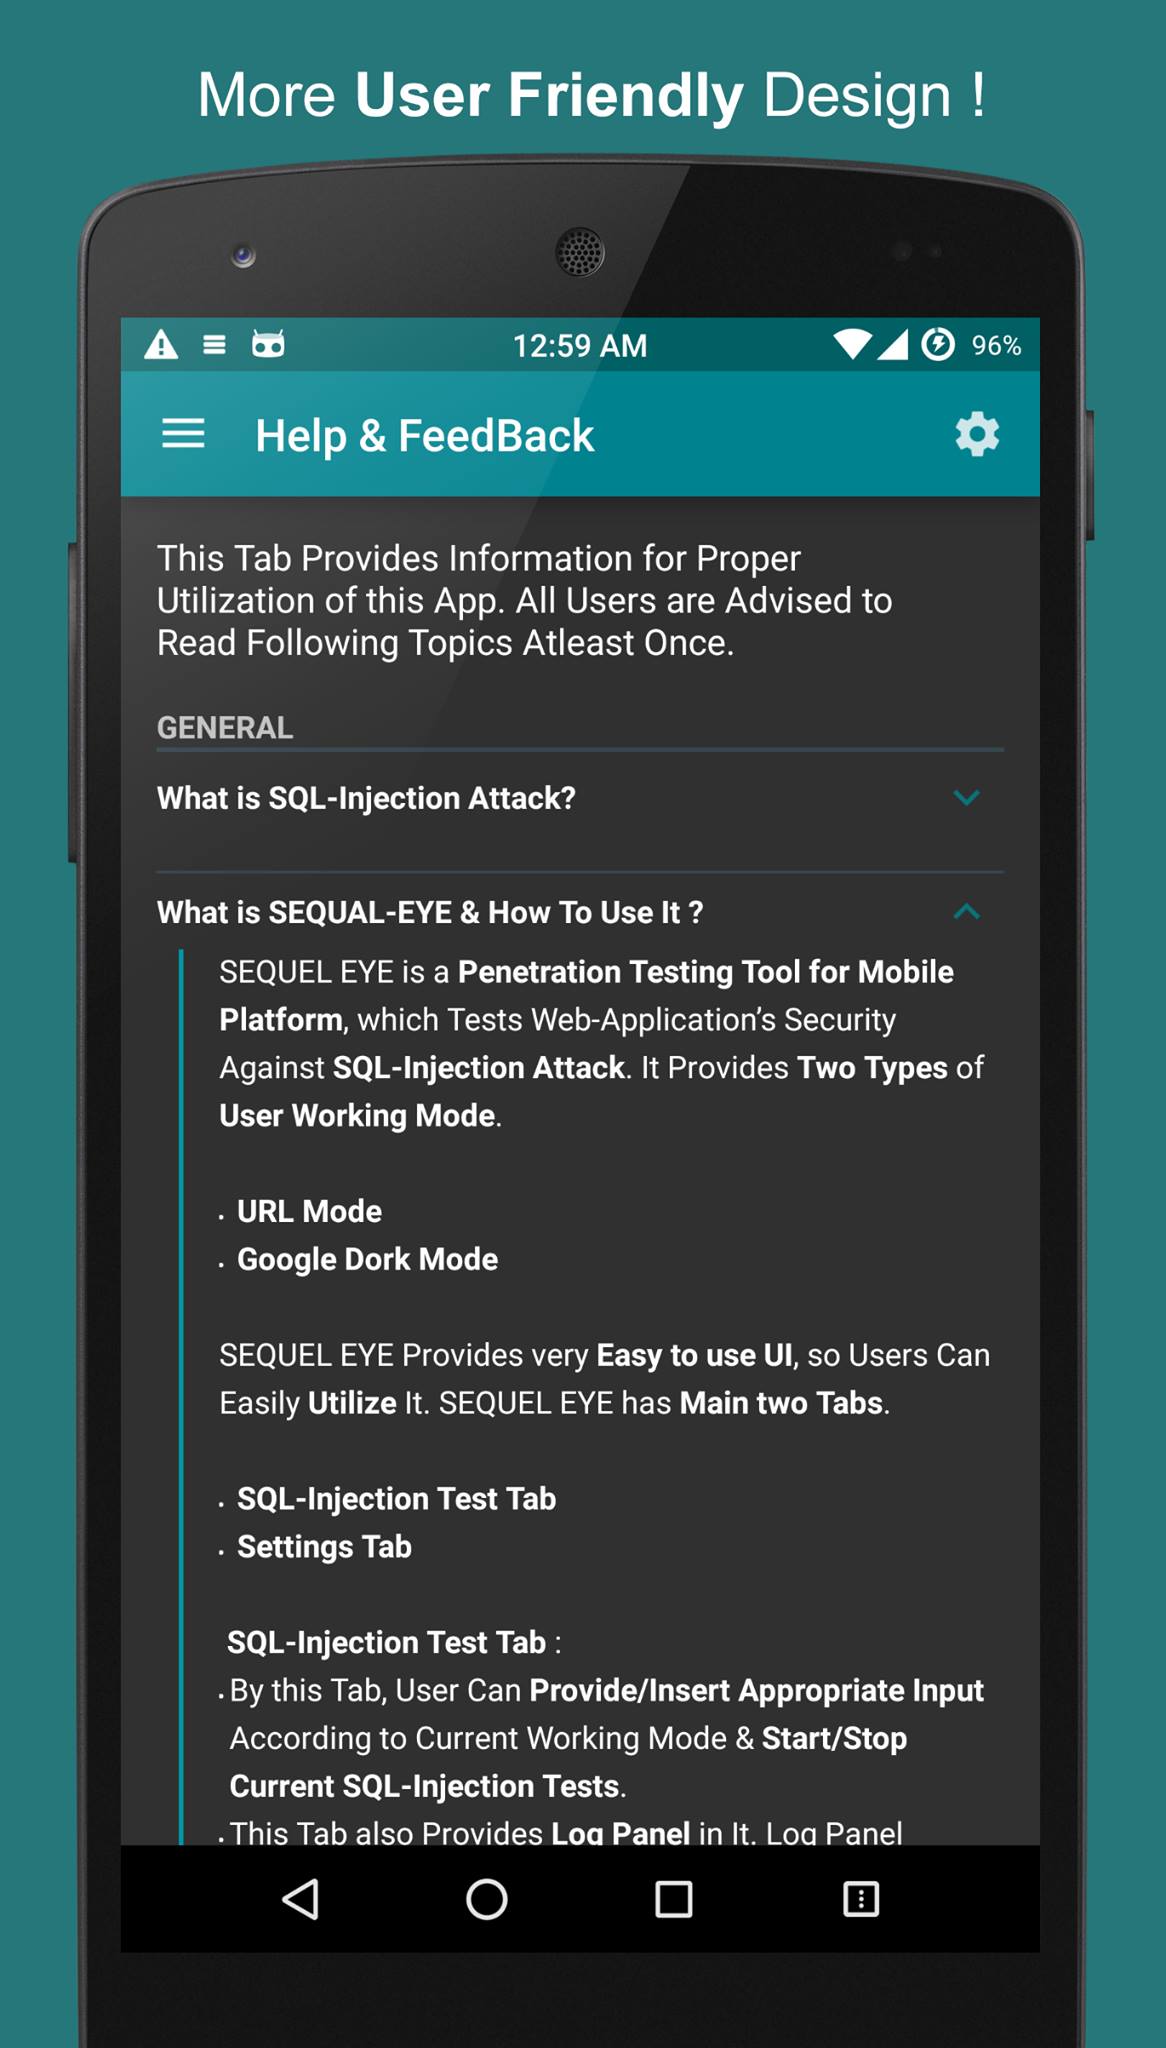 More User Friendly Design !
12:59 AM
96%
Help & FeedBack
This Tab Provides Information for Proper
Utilization of this App. All Users are Advised to
Read Following Topics Atleast Once.
GENERAL
What is SQL-Injection Attack?
What is SEQUAL-EYE & How To Use It ?
SEQUEL EYE is a Penetration Testing Tool for Mobile
Platform, which Tests Web-Application’s Security
Against SQL-Injection Attack. It Provides Two Types of
User Working Mode.
. URL Mode
. Google Dork Mode
SEQUEL EYE Provides very Easy to use UI, so Users Can
Easily Utilize It. SEQUEL EYE has Main two Tabs.
. SQL-Injection Test Tab
. Settings Tab
SQL-Injection Test Tab :
. By this Tab, User Can Provide/Insert Appropriate Input
According to Current Working Mode & Start/Stop
Current SQL-Injection Tests.
. This Tab also Provides Log Panel in It. Log Panel